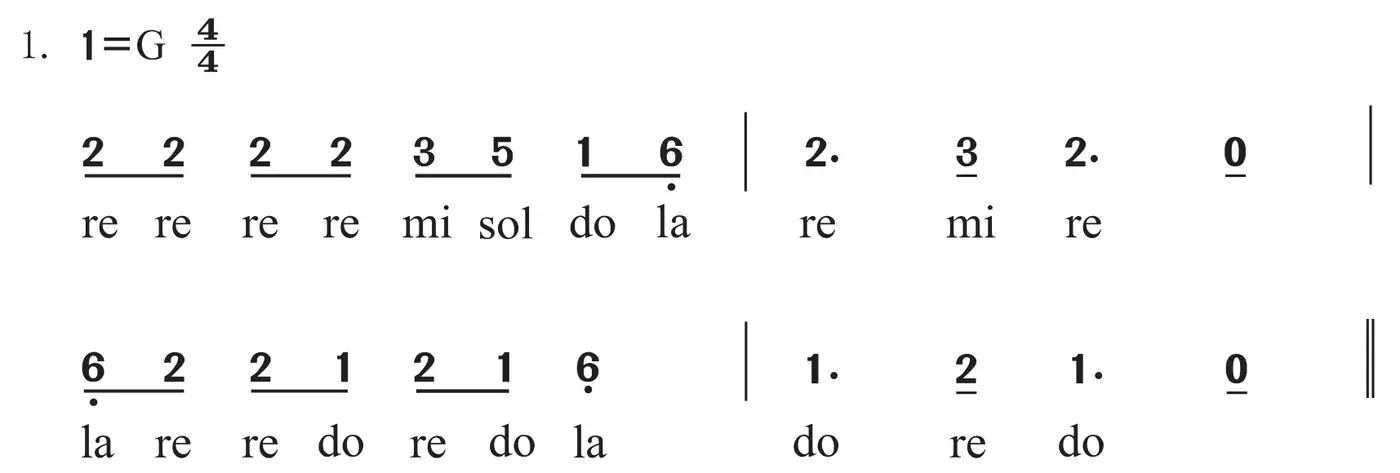 1. 1=G 4/4
2 2 2 2 3 5 1 6̣ | 2. 3 2. 0 |
re re re re mi sol do la re mi re
6̣ 2 2 1 2 1 6̣ | 1. 2 1. 0 ||
la re re do re do la do re do